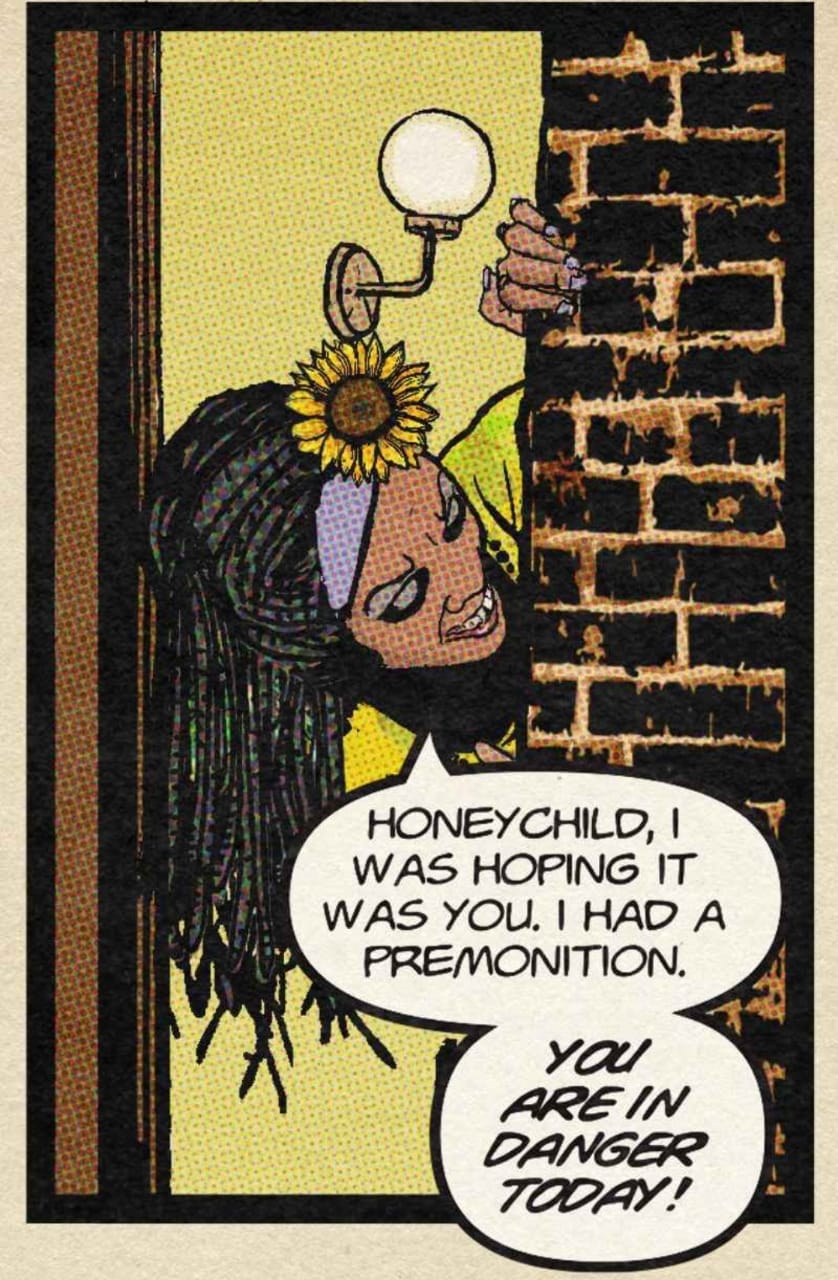 HONEYCHILD, I
WAS HOPING IT
WAS YOU. I HAD A
PREMONITION.
YOU
ARE IN
DANGER
TODAY!